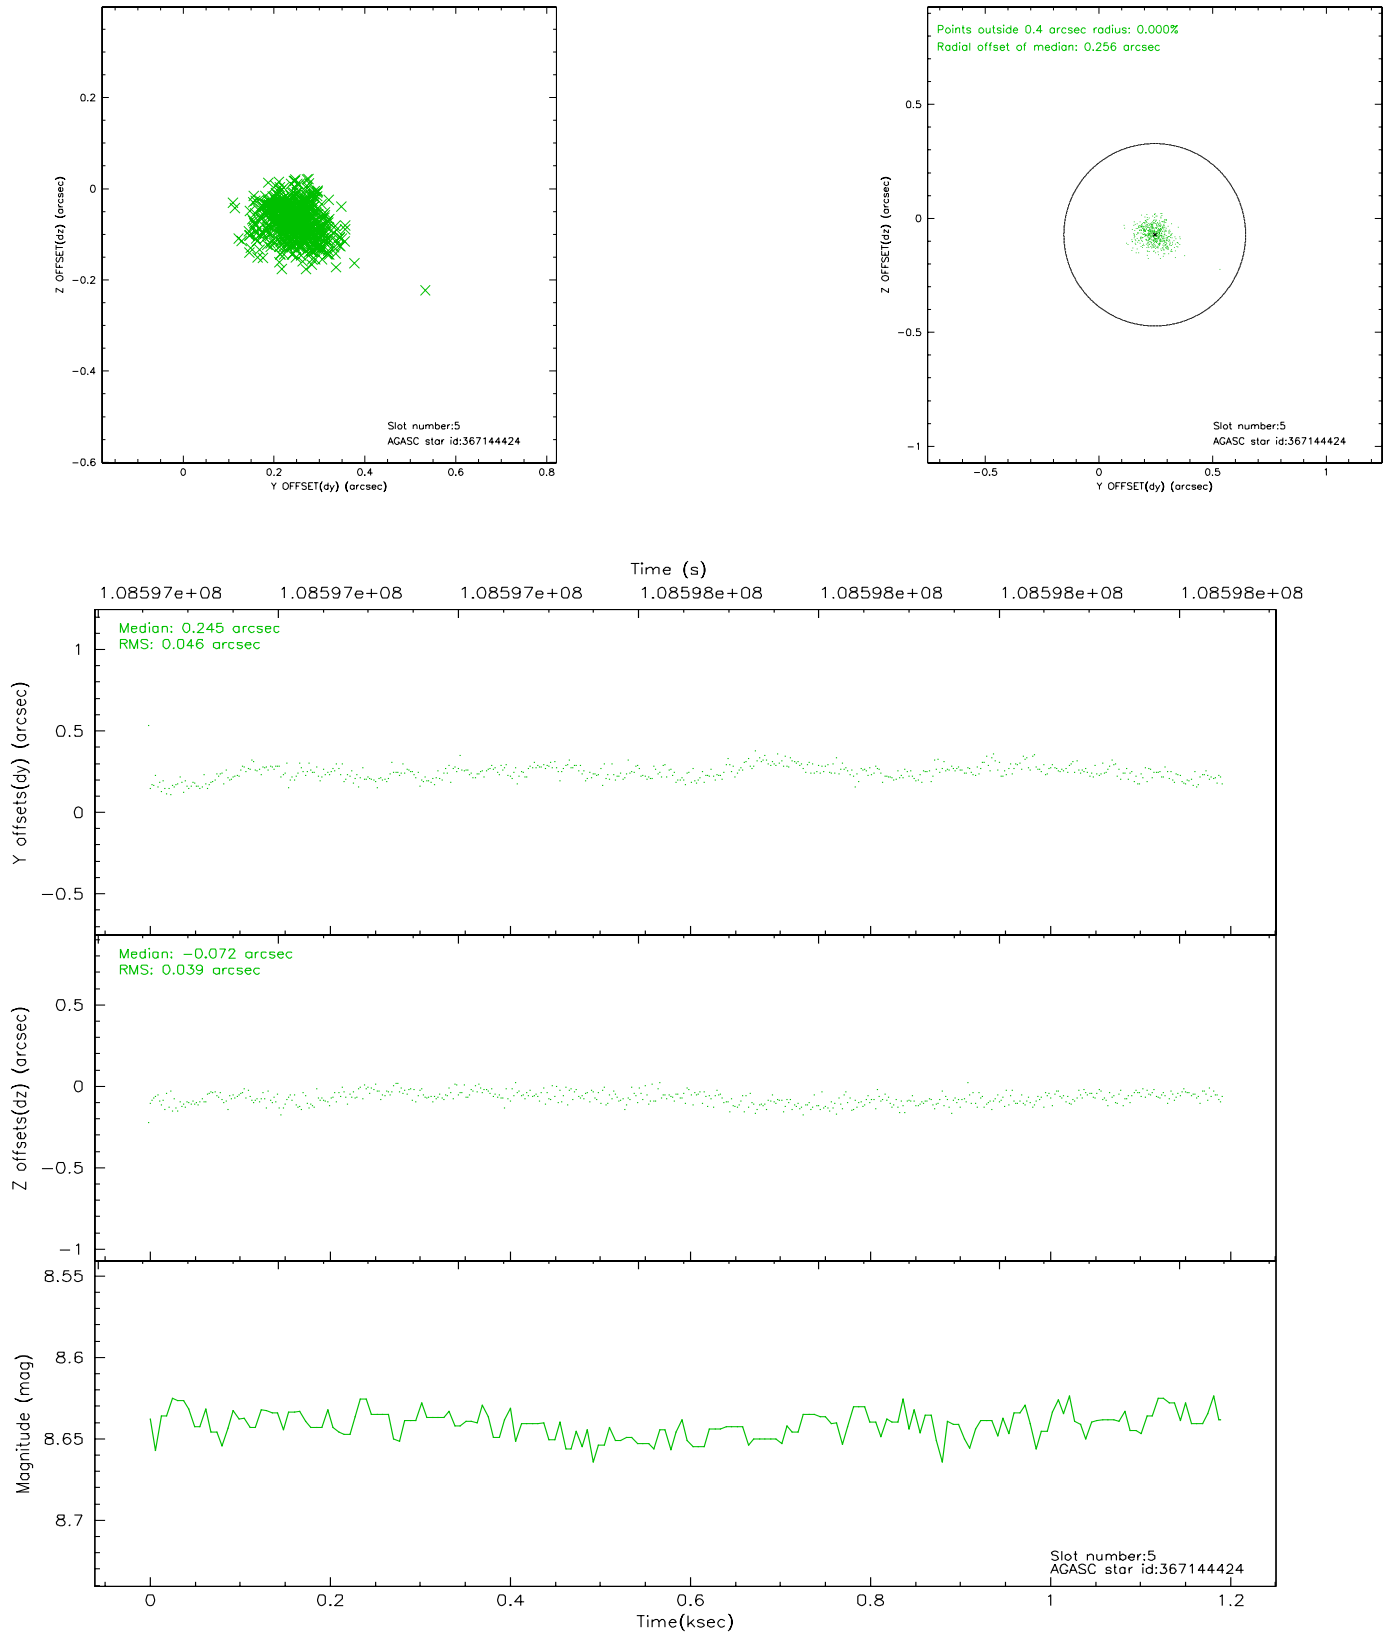 0.2
0
−0.2
−0.4
−0.6
Z OFFSET(dz) (arcsec)
Slot number:5
AGASC star id:367144424
0
0.2
0.4
0.6
0.8
Y OFFSET(dy) (arcsec)
Points outside 0.4 arcsec radius: 0.000%
Radial offset of median: 0.256 arcsec
0.5
0
−0.5
−1
Z OFFSET(dz) (arcsec)
Slot number:5
AGASC star id:367144424
−0.5
0
0.5
1
Y OFFSET(dy) (arcsec)
Time (s)
1.08597e+08
1.08597e+08
1.08597e+08
1.08598e+08
1.08598e+08
1.08598e+08
1.08598e+08
Median: 0.245 arcsec
RMS: 0.046 arcsec
1
0.5
0
−0.5
Y offsets(dy) (arcsec)
Median: −0.072 arcsec
RMS: 0.039 arcsec
0.5
0
−0.5
−1
Z offsets(dz) (arcsec)
8.55
8.6
8.65
8.7
Magnitude (mag)
Slot number:5
AGASC star id:367144424
0
0.2
0.4
0.6
0.8
1
1.2
Time(ksec)